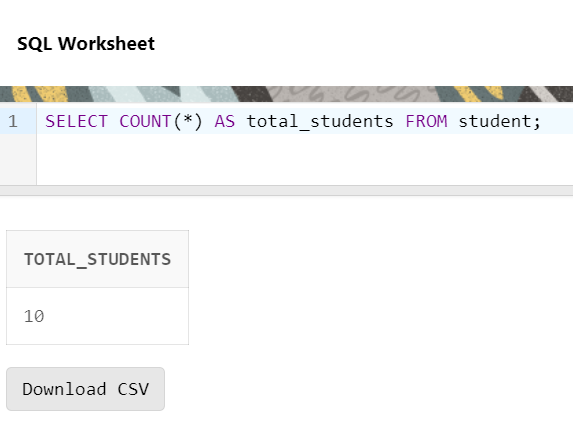 SQL Worksheet
1 SELECT COUNT(*) AS total_students FROM student;
TOTAL_STUDENTS
10
Download CSV